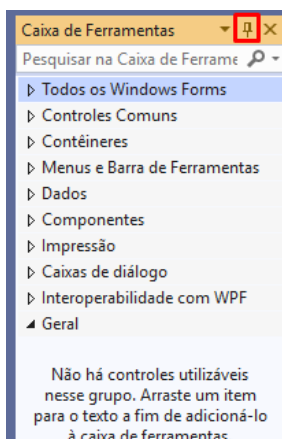 Caixa de Ferramentas
Pesquisar na Caixa de Ferrame
Todos os Windows Forms
Controles Comuns
Contêineres
Menus e Barra de Ferramentas
Dados
Componentes
Impressão
Caixas de diálogo
Interoperabilidade com WPF
Geral
Não há controles utilizáveis
nesse grupo. Arraste um item
para o texto a fim de adicioná-lo
à caixa de ferramentas.